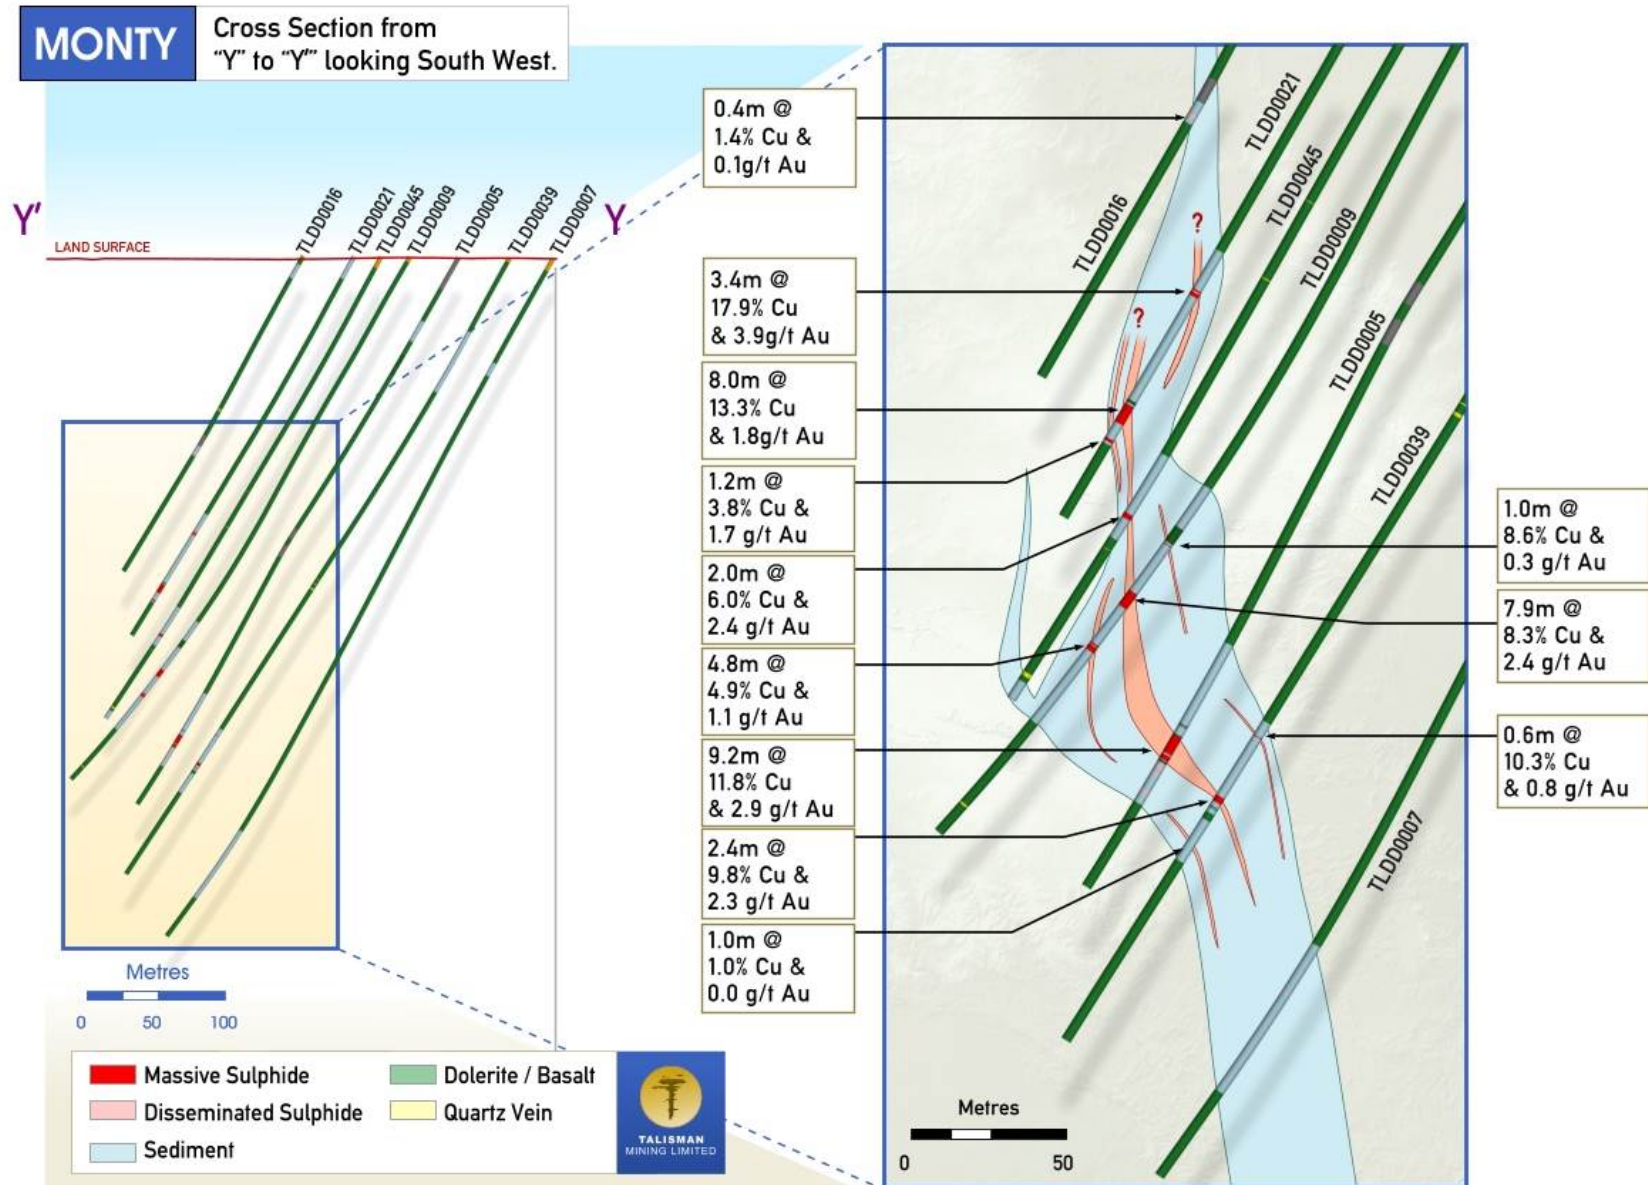 MONTY
Cross Section from
“Y” to “Y'” looking South West.
Y'
Y
LAND SURFACE
TLDD0016
TLDD0021
TLDD0045
TLDD0009
TLDD0005
TLDD0039
TLDD0007
0.4m @
1.4% Cu &
0.1g/t Au
3.4m @
17.9% Cu
& 3.9g/t Au
8.0m @
13.3% Cu
& 1.8g/t Au
1.2m @
3.8% Cu &
1.7 g/t Au
2.0m @
6.0% Cu &
2.4 g/t Au
4.8m @
4.9% Cu &
1.1 g/t Au
9.2m @
11.8% Cu
& 2.9 g/t Au
2.4m @
9.8% Cu &
2.3 g/t Au
1.0m @
1.0% Cu &
0.0 g/t Au
TLDD0016
TLDD0021
TLDD0045
TLDD0009
TLDD0005
TLDD0039
TLDD0007
?
?
1.0m @
8.6% Cu &
0.3 g/t Au
7.9m @
8.3% Cu &
2.4 g/t Au
0.6m @
10.3% Cu
& 0.8 g/t Au
Metres
0 50 100
Massive Sulphide
Disseminated Sulphide
Sediment
Dolerite / Basalt
Quartz Vein
TALISMAN
MINING LIMITED
Metres
0 50